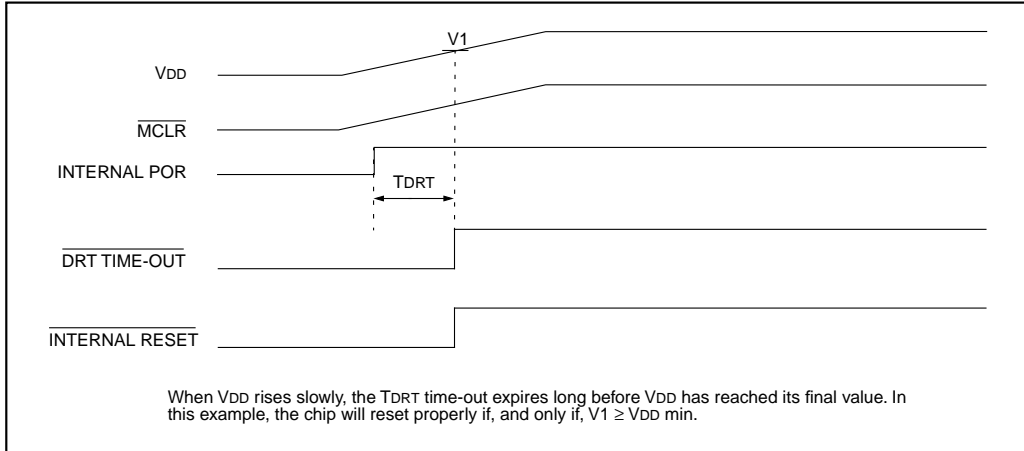 V1
VDD
MCLR
INTERNAL POR
TDRT
DRT TIME-OUT
INTERNAL RESET
When VDD rises slowly, the TDRT time-out expires long before VDD has reached its final value. In
this example, the chip will reset properly if, and only if, V1 ≥ VDD min.